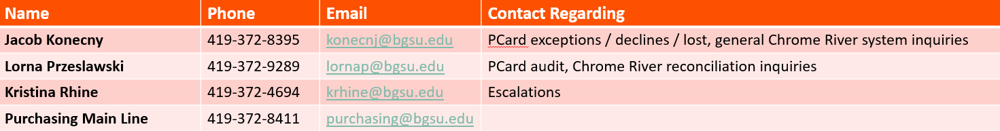 Name Phone Email Contact Regarding
Jacob Konecny 419-372-8395 konecnj@bgsu.edu PCard exceptions / declines / lost, general Chrome River system inquiries
Lorna Przeslawski 419-372-9289 lornap@bgsu.edu PCard audit, Chrome River reconciliation inquiries
Kristina Rhine 419-372-4694 krhine@bgsu.edu Escalations
Purchasing Main Line 419-372-8411 purchasing@bgsu.edu